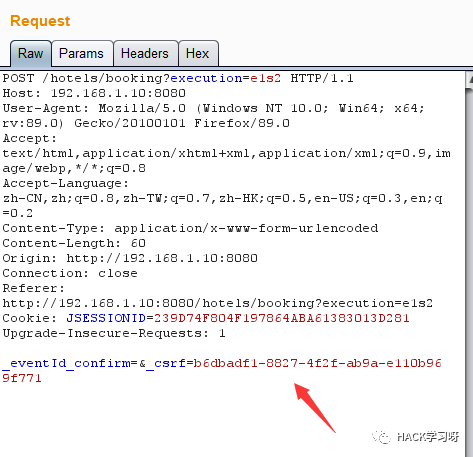 Request
Raw Params Headers Hex
POST /hotels/booking?execution=e1s2 HTTP/1.1
Host: 192.168.1.10:8080
User-Agent: Mozilla/5.0 (Windows NT 10.0; Win64; x64;
rv:89.0) Gecko/20100101 Firefox/89.0
Accept:
text/html,application/xhtml+xml,application/xml;q=0.9,im
age/webp,*/*;q=0.8
Accept-Language:
zh-CN,zh;q=0.8,zh-TW;q=0.7,zh-HK;q=0.5,en-US;q=0.3,en;q
=0.2
Content-Type: application/x-www-form-urlencoded
Content-Length: 60
Origin: http://192.168.1.10:8080
Connection: close
Referer:
http://192.168.1.10:8080/hotels/booking?execution=e1s2
Cookie: JSESSIONID=239D74F804F197864ABA61383013D281
Upgrade-Insecure-Requests: 1
_eventId_confirm=&_csrf=b6dbadf1-8827-4f2f-ab9a-e110b96
9f771
HACK学习呀